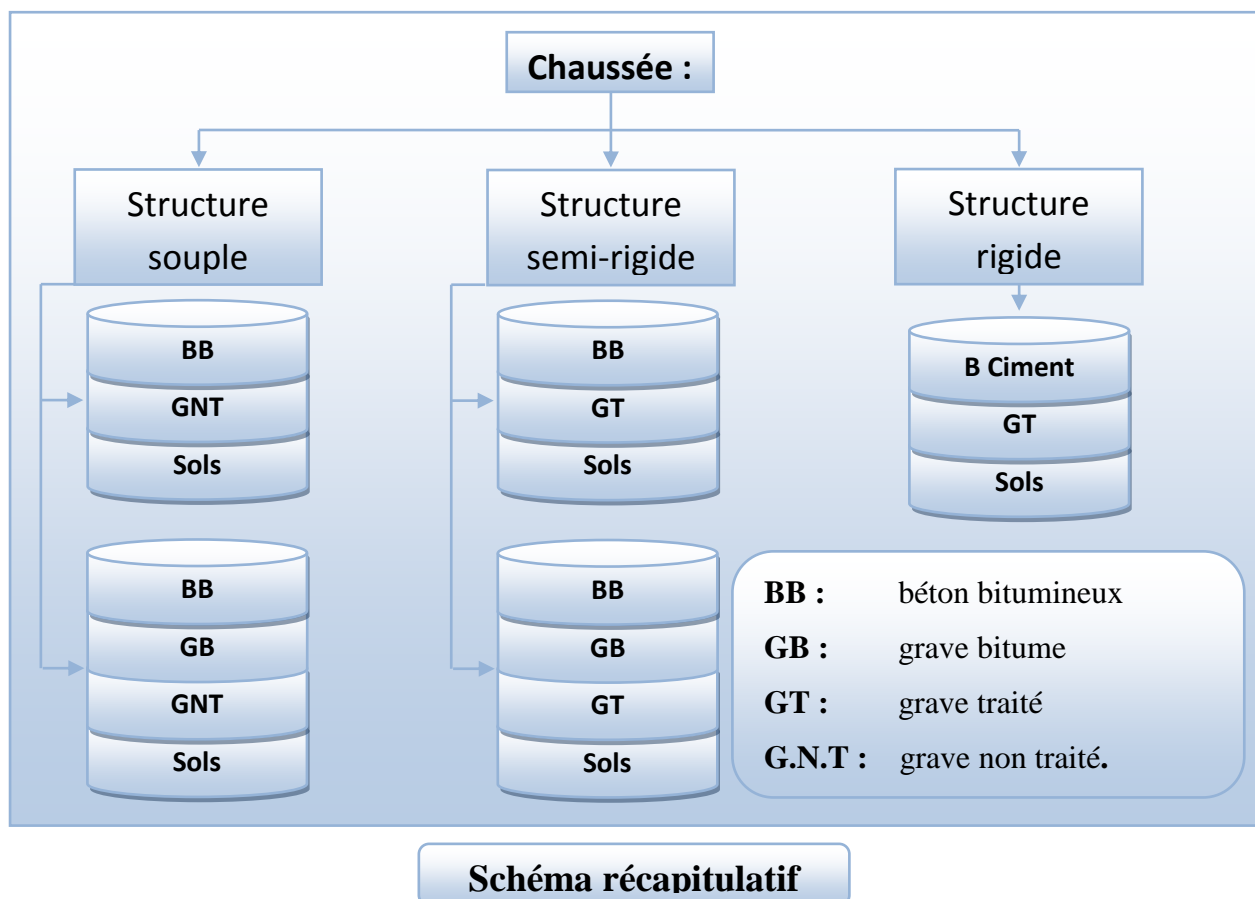 Chaussée :
Structure
souple
Structure
semi-rigide
Structure
rigide
BB
GNT
Sols
BB
GB
GNT
Sols
BB
GT
Sols
BB
GB
GT
Sols
B Ciment
GT
Sols
BB : béton bitumineux
GB : grave bitume
GT : grave traité
G.N.T : grave non traité.
Schéma récapitulatif